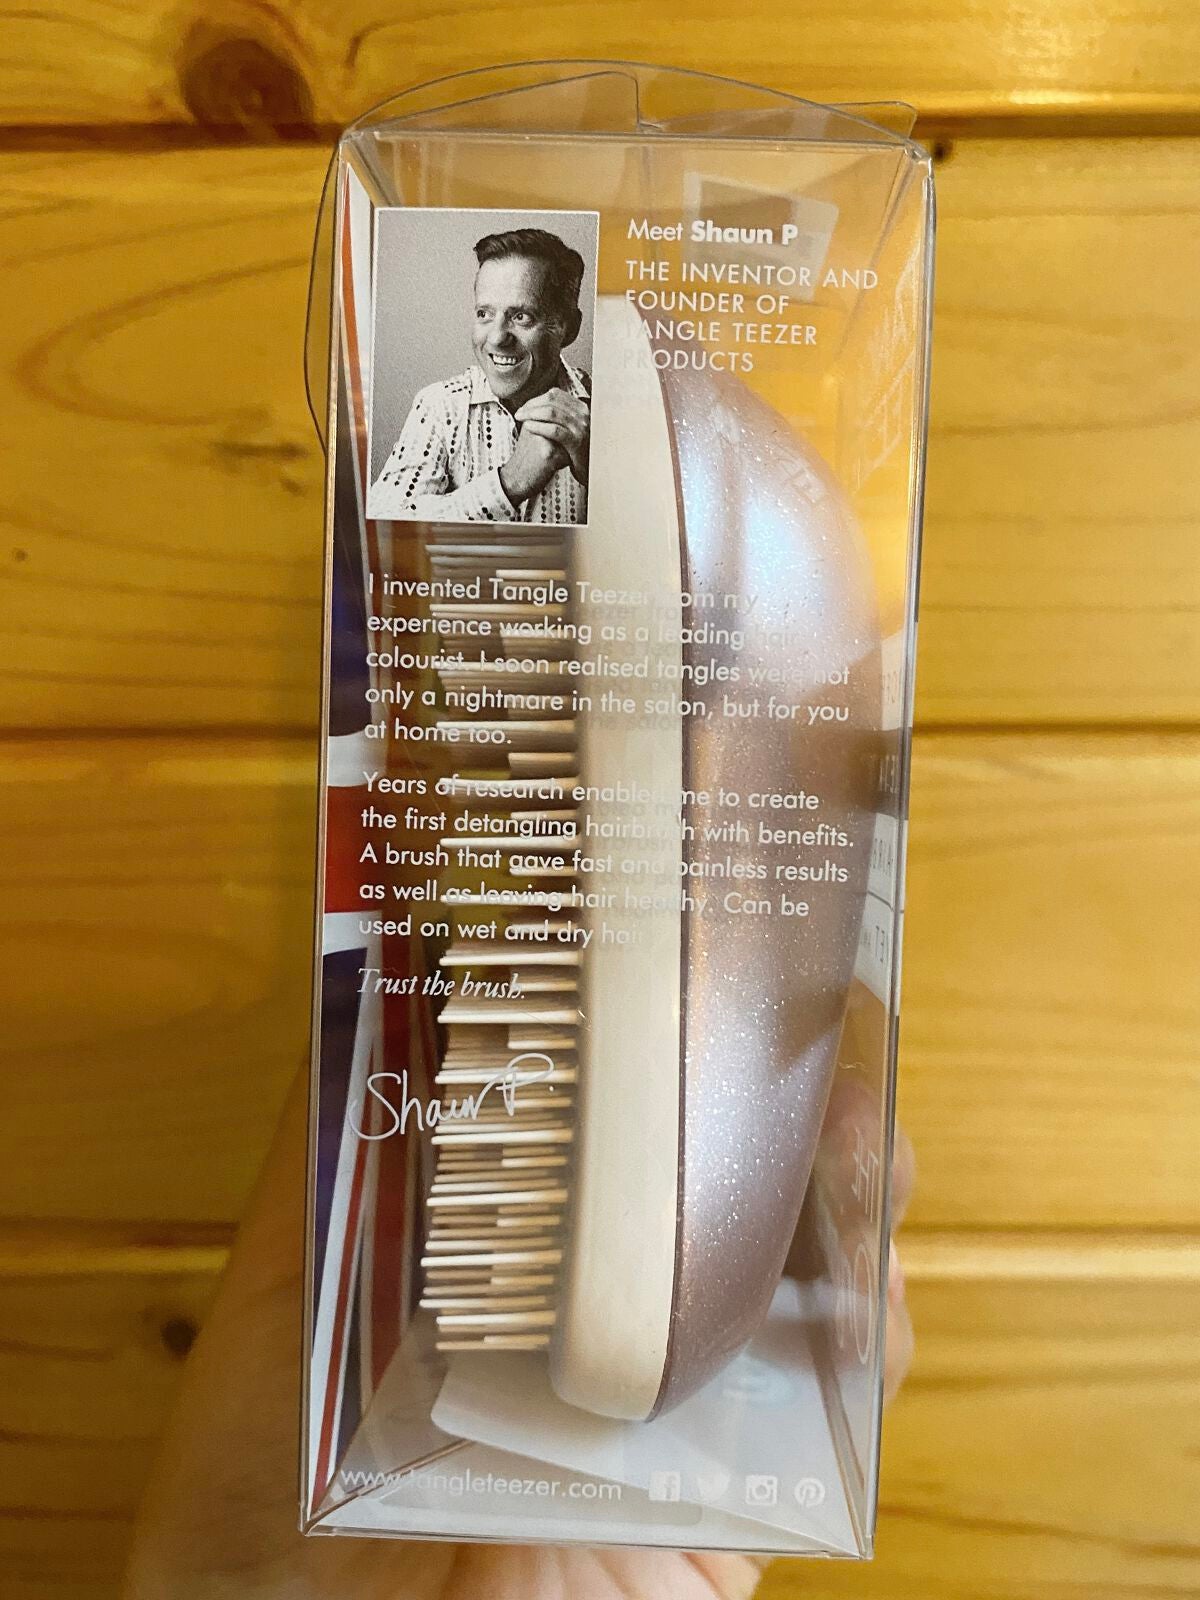 Meet Shaun P
THE INVENTOR AND
FOUNDER OF
TANGLE TEEZER
PRODUCTS
I invented Tangle Teezer from my
experience working as a leading hair
colourist. I soon realised tangles were not
only a nightmare in the salon, but for you
at home too.
Years of research enabled me to create
the first detangling hairbrush with benefits.
A brush that gave fast and painless results
as well as leaving hair healthy. Can be
used on wet and dry hair.
Trust the brush.
Shaun P.
www.tangleteezer.com